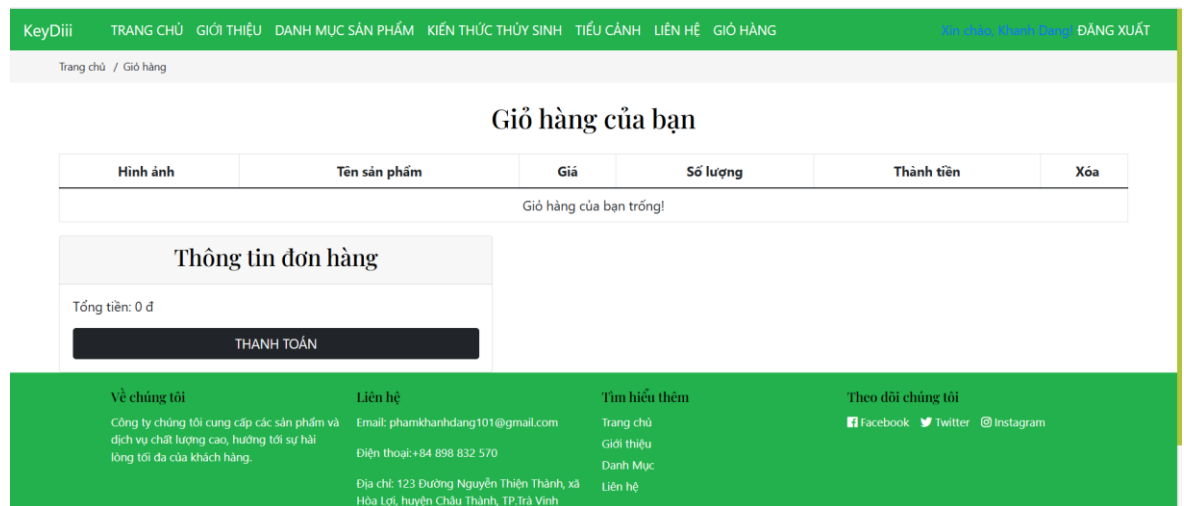 KeyDiii TRANG CHỦ GIỚI THIỆU DANH MỤC SẢN PHẨM KIẾN THỨC THỦY SINH TIỂU CẢNH LIÊN HỆ GIỎ HÀNG Xin chào, Khanh Dang! ĐĂNG XUẤT
Trang chủ / Giỏ hàng
Giỏ hàng của bạn
Hình ảnh Tên sản phẩm Giá Số lượng Thành tiền Xóa
Giỏ hàng của bạn trống!
Thông tin đơn hàng
Tổng tiền: 0 đ
THANH TOÁN
Về chúng tôi
Công ty chúng tôi cung cấp các sản phẩm và
dịch vụ chất lượng cao, hướng tới sự hài
lòng tối đa của khách hàng.
Liên hệ
Email: phamkhanhdang101@gmail.com
Điện thoại:+84 898 832 570
Địa chỉ: 123 Đường Nguyễn Thiện Thành, xã
Hòa Lợi, huyện Châu Thành, TP.Trà Vinh
Tìm hiểu thêm
Trang chủ
Giới thiệu
Danh Mục
Liên hệ
Theo dõi chúng tôi
Facebook Twitter Instagram